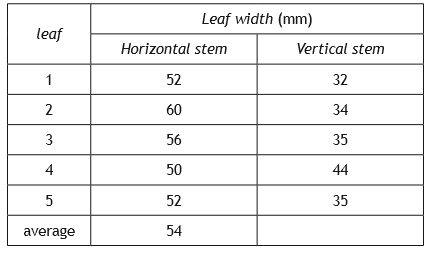 leaf
Leaf width (mm)
Horizontal stem Vertical stem
1 52 32
2 60 34
3 56 35
4 50 44
5 52 35
average 54